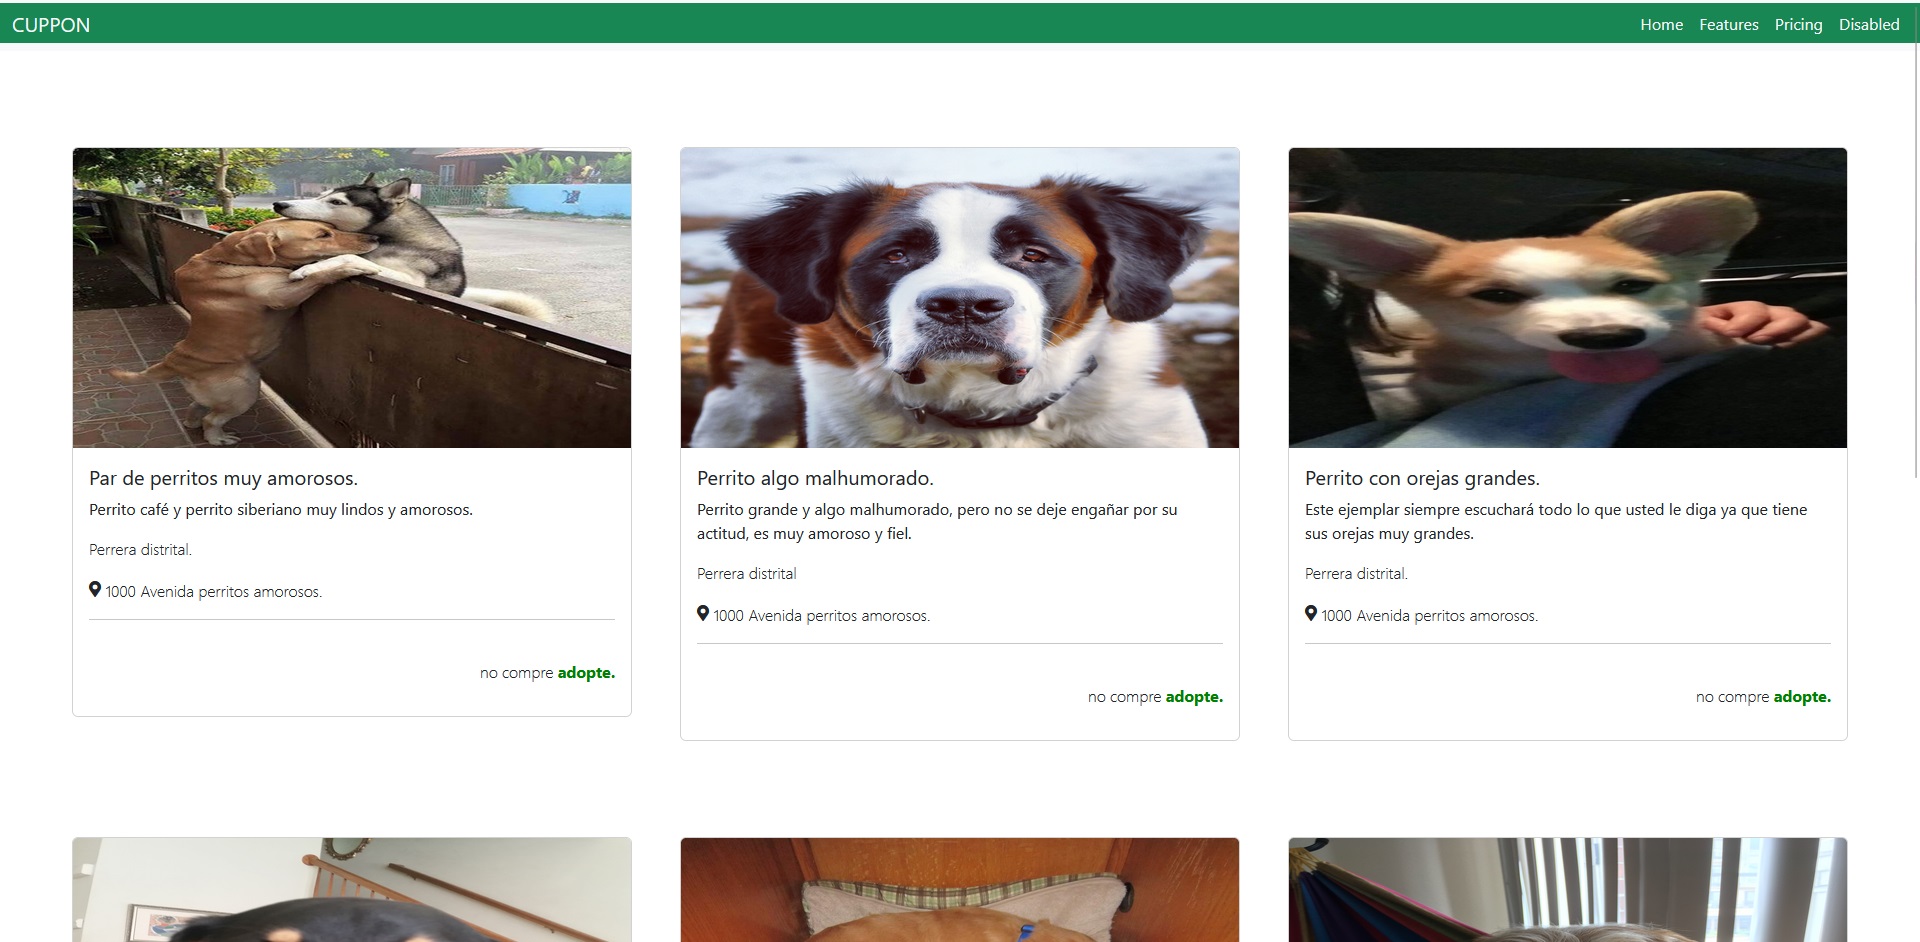 CUPPON
Home Features Pricing Disabled
Par de perritos muy amorosos.
Perrito café y perrito siberiano muy lindos y amorosos.
Perrera distrital.
1000 Avenida perritos amorosos.
no compre adopte.
Perrito algo malhumorado.
Perrito grande y algo malhumorado, pero no se deje engañar por su
actitud, es muy amoroso y fiel.
Perrera distrital
1000 Avenida perritos amorosos.
no compre adopte.
Perrito con orejas grandes.
Este ejemplar siempre escuchará todo lo que usted le diga ya que tiene
sus orejas muy grandes.
Perrera distrital.
1000 Avenida perritos amorosos.
no compre adopte.